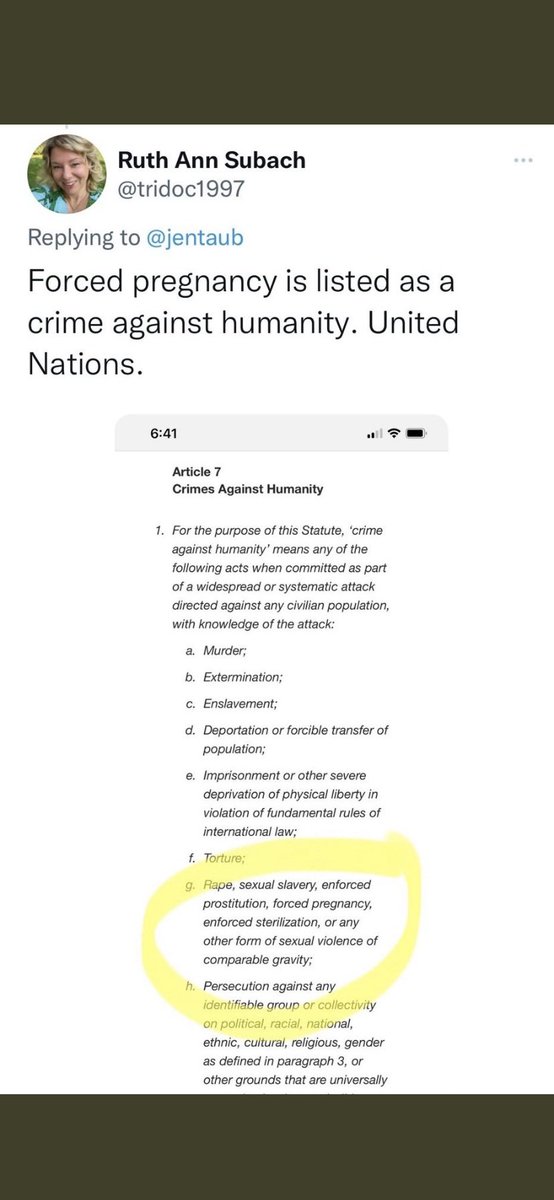 Ruth Ann Subach
@tridoc1997
Replying to @jentaub
Forced pregnancy is listed as a
crime against humanity. United
Nations.
6:41
Article 7
Crimes Against Humanity
1. For the purpose of this Statute, 'crime
against humanity' means any of the
following acts when committed as part
of a widespread or systematic attack
directed against any civilian population,
with knowledge of the attack:
a. Murder;
b. Extermination;
c. Enslavement;
d. Deportation or forcible transfer of
population;
e. Imprisonment or other severe
deprivation of physical liberty in
violation of fundamental rules of
international law;
f. Torture;
g. Rape, sexual slavery, enforced
prostitution, forced pregnancy,
enforced sterilization, or any
other form of sexual violence of
comparable gravity;
h. Persecution against any
identifiable group or collectivity
on political, racial, national,
ethnic, cultural, religious, gender
as defined in paragraph 3, or
other grounds that are universally